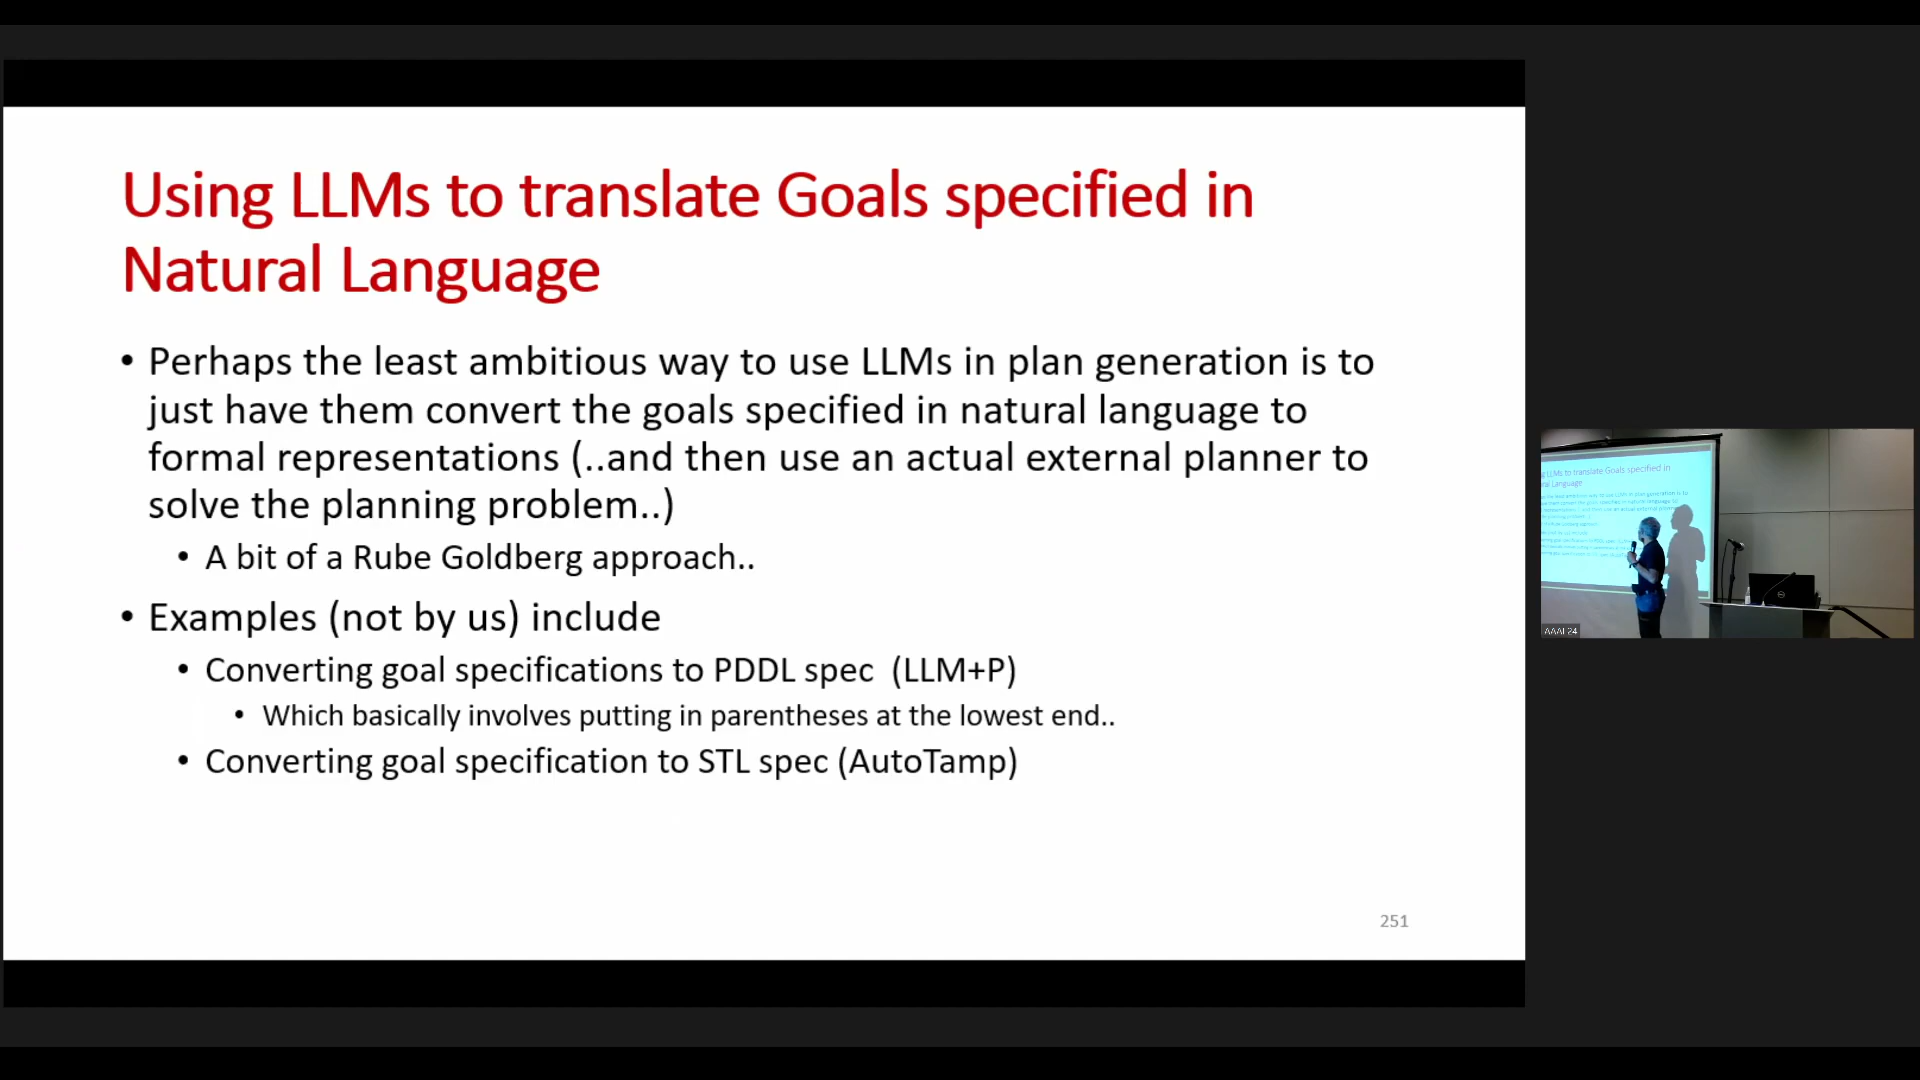 Using LLMs to translate Goals specified in
Natural Language
• Perhaps the least ambitious way to use LLMs in plan generation is to
just have them convert the goals specified in natural language to
formal representations (..and then use an actual external planner to
solve the planning problem..)
• A bit of a Rube Goldberg approach..
• Examples (not by us) include
• Converting goal specifications to PDDL spec (LLM+P)
• Which basically involves putting in parentheses at the lowest end..
• Converting goal specification to STL spec (AutoTamp)
251
AAAI 24